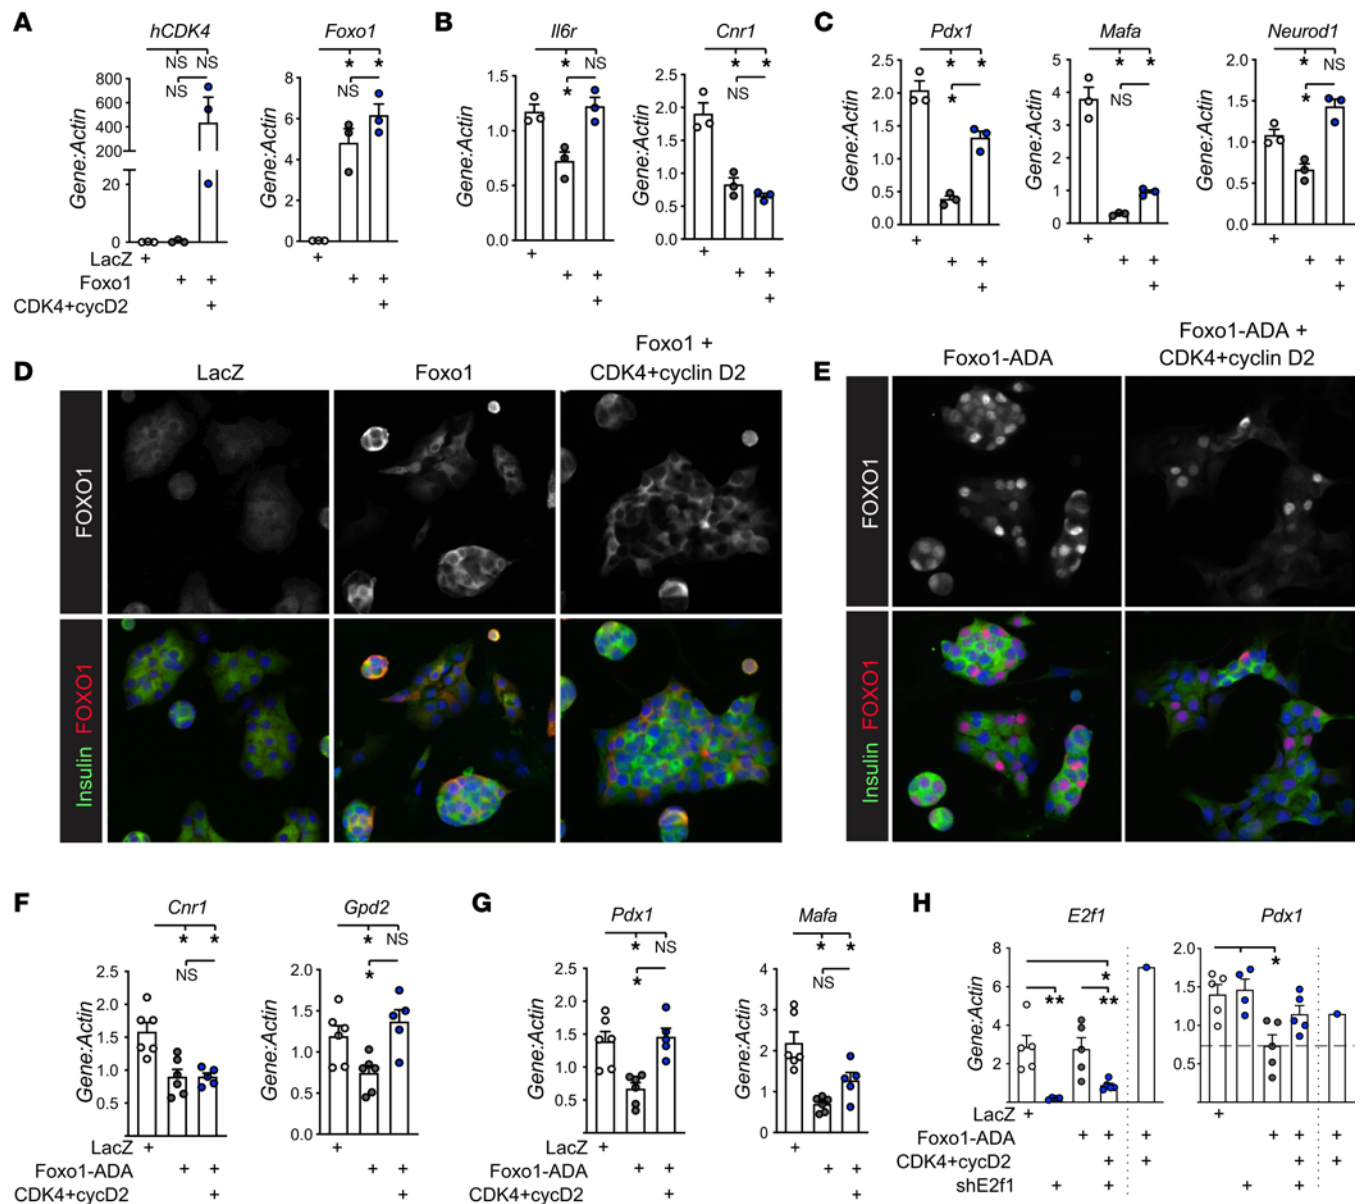 A
hCDK4
NS NS
NS
Gene:Actin
800
600
400
200
20
0
Foxo1
* *
NS
8
6
4
2
0
LacZ +
Foxo1 + + + +
CDK4+cycD2 + +
B
Il6r
* NS
*
Gene:Actin
1.5
1.0
0.5
0.0
+
+ +
+
Cnr1
* *
NS
Gene:Actin
2.5
2.0
1.5
1.0
0.5
0.0
+
+ +
+
C
Pdx1
* *
*
Gene:Actin
2.5
2.0
1.5
1.0
0.5
0.0
+
+ +
+
Mafa
* *
NS
Gene:Actin
5
4
3
2
1
0
+
+ +
+
Neurod1
* NS
*
Gene:Actin
2.0
1.5
1.0
0.5
0.0
+
+ +
+
D
LacZ
Foxo1
Foxo1 +
CDK4+cyclin D2
FOXO1
Insulin FOXO1
E
Foxo1-ADA
Foxo1-ADA +
CDK4+cyclin D2
FOXO1
Insulin FOXO1
F
Cnr1
* *
NS
Gene:Actin
2.5
2.0
1.5
1.0
0.5
Gpd2
* NS
*
Gene:Actin
2.0
1.5
1.0
0.5
0.0
LacZ + +
Foxo1-ADA + + + +
CDK4+cycD2 + +
G
Pdx1
* NS
*
Gene:Actin
2.5
2.0
1.5
1.0
0.5
0.0
Mafa
* *
NS
Gene:Actin
4
3
2
1
0
LacZ + +
Foxo1-ADA + + + +
CDK4+cycD2 + +
H
E2f1
*
** **
Gene:Actin
8
6
4
2
0
Pdx1
*
Gene:Actin
2.0
1.5
1.0
0.5
LacZ + +
Foxo1-ADA + + + + + +
CDK4+cycD2 + + + +
shE2f1 + + + +